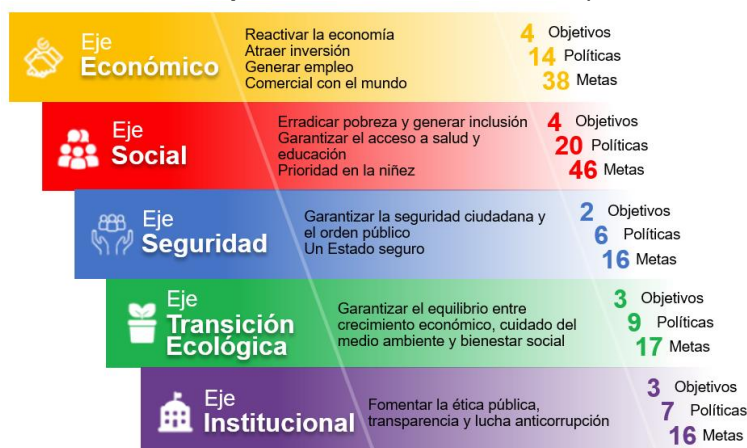 Eje
Económico
Reactivar la economía
Atraer inversión
Generar empleo
Comercial con el mundo
4 Objetivos
14 Políticas
38 Metas
Eje
Social
Erradicar pobreza y generar inclusión
Garantizar el acceso a salud y
educación
Prioridad en la niñez
4 Objetivos
20 Políticas
46 Metas
Eje
Seguridad
Garantizar la seguridad ciudadana y
el orden público
Un Estado seguro
2 Objetivos
6 Políticas
16 Metas
Eje
Transición
Ecológica
Garantizar el equilibrio entre
crecimiento económico, cuidado del
medio ambiente y bienestar social
3 Objetivos
9 Políticas
17 Metas
Eje
Institucional
Fomentar la ética pública,
transparencia y lucha anticorrupción
3 Objetivos
7 Políticas
16 Metas